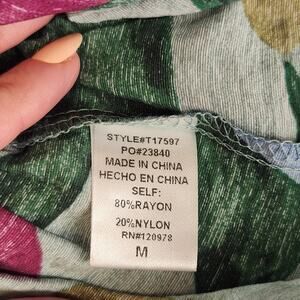 STYLE#T17597
PO#23840
MADE IN CHINA
HECHO EN CHINA
SELF:
80%RAYON
20%NYLON
RN#120978
M